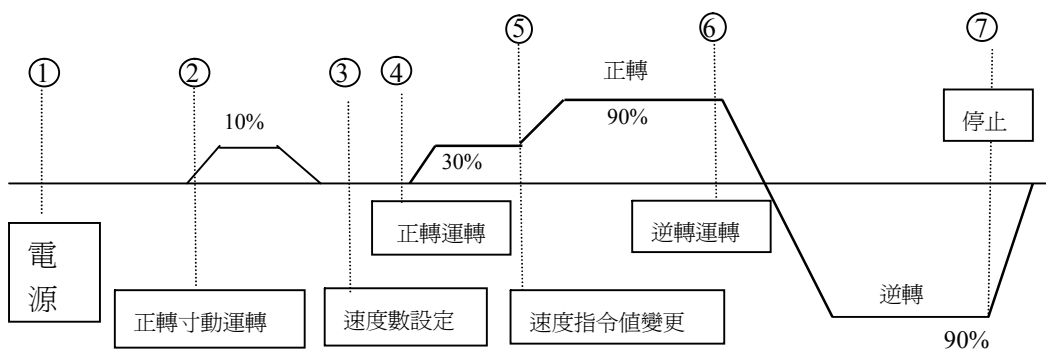 ①
②
③
④
⑤
⑥
⑦
10%
30%
正轉
90%
停止
電
源
正轉運轉
逆轉運轉
正轉寸動運轉
速度數設定
速度指令值變更
逆轉
90%